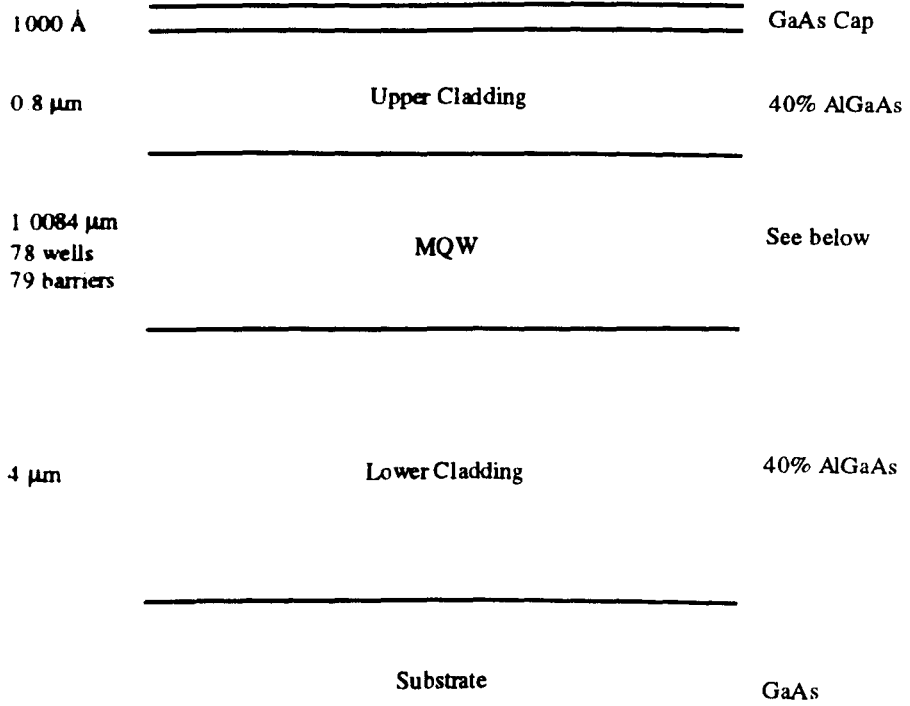 1000 Å
GaAs Cap
0 8 µm
Upper Cladding
40% AlGaAs
1 0084 µm
78 wells
79 barriers
MQW
See below
4 µm
Lower Cladding
40% AlGaAs
Substrate
GaAs